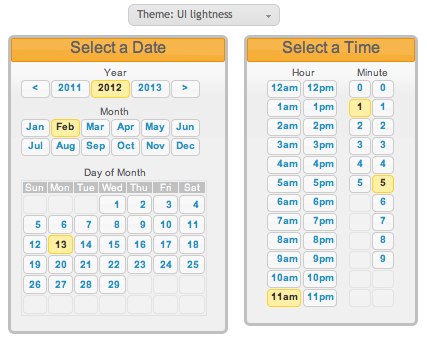 Theme: UI lightness
Select a Date
Year
< 2011 2012 2013 >
Month
Jan Feb Mar Apr May Jun
Jul Aug Sep Oct Nov Dec
Day of Month
Sun Mon Tue Wed Thu Fri Sat
1 2 3 4
5 6 7 8 9 10 11
12 13 14 15 16 17 18
19 20 21 22 23 24 25
26 27 28 29
Select a Time
Hour Minute
12am 12pm 0 0
1am 1pm 1 1
2am 2pm 2 2
3am 3pm 3 3
4am 4pm 4 4
5am 5pm 5 5
6am 6pm 6
7am 7pm 7
8am 8pm 8
9am 9pm 9
10am 10pm
11am 11pm